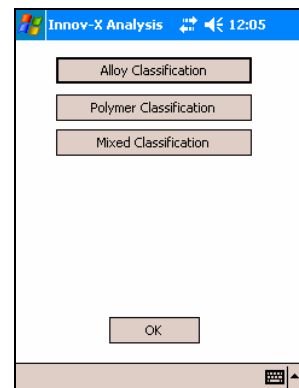 Innov-X Analysis 12:05
Alloy Classification
Polymer Classification
Mixed Classification
OK